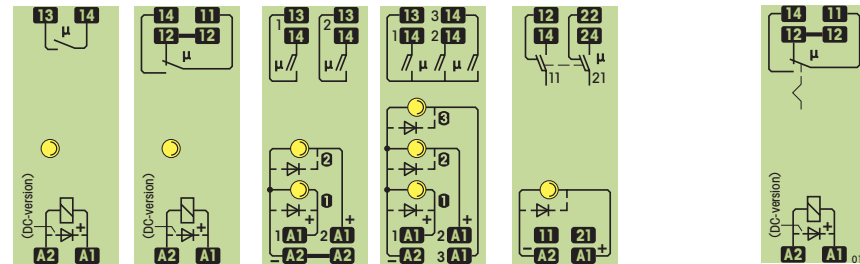 13 14
μ
(DC-version)
+
A2 A1
14 11
12 12
μ
(DC-version)
+
A2 A1
13 13
1 2
14 14
μ μ
2
1
+ +
1 A1 2 A1
– A2 A2
13 3 14
1 14 2 14
μ μ μ
3
2
1
+ +
1 A1 2 A1
– A2 3 A1
12 22
14 24
μ
11 21
11 21
– A2 A1 +
14 11
12 12
μ
(DC-version)
+
A2 A1